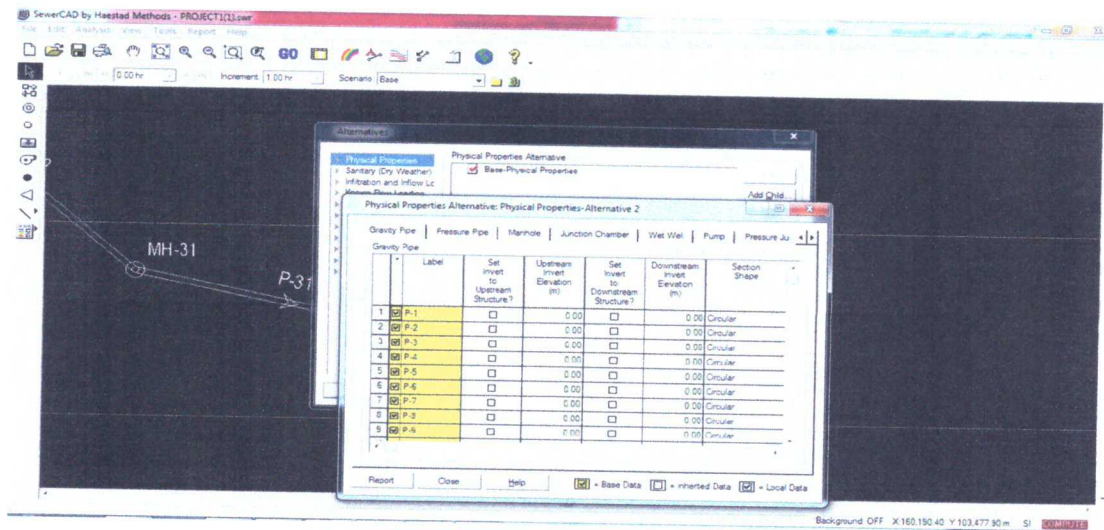 SewerCAD by Haestad Methods - PROJECT1(1).swr
File Edit Analysis View Tools Report Help
GO
0.00 hr Increment 1.00 hr Scenario Base
MH-31
P-31
Alternatives
Physical Properties
Sanitary (Dry Weather)
Infiltration and Inflow Lc
Physical Properties Alternative
Base-Physical Properties
Add Child
Physical Properties Alternative: Physical Properties-Alternative 2
Gravity Pipe Pressure Pipe Manhole Junction Chamber Wet Well Pump Pressure Ju
Gravity Pipe
Label Set Invert to Upstream Structure? Upstream Invert Elevation (m) Set Invert to Downstream Structure? Downstream Invert Elevation (m) Section Shape
1 P-1 0.00 0.00 Circular
2 P-2 0.00 0.00 Circular
3 P-3 0.00 0.00 Circular
4 P-4 0.00 0.00 Circular
5 P-5 0.00 0.00 Circular
6 P-6 0.00 0.00 Circular
7 P-7 0.00 0.00 Circular
8 P-8 0.00 0.00 Circular
9 P-9 0.00 0.00 Circular
Report Close Help = Base Data = Inherited Data = Local Data
Background OFF X:160,190.40 Y:103,477.90 m SI COMPUTE